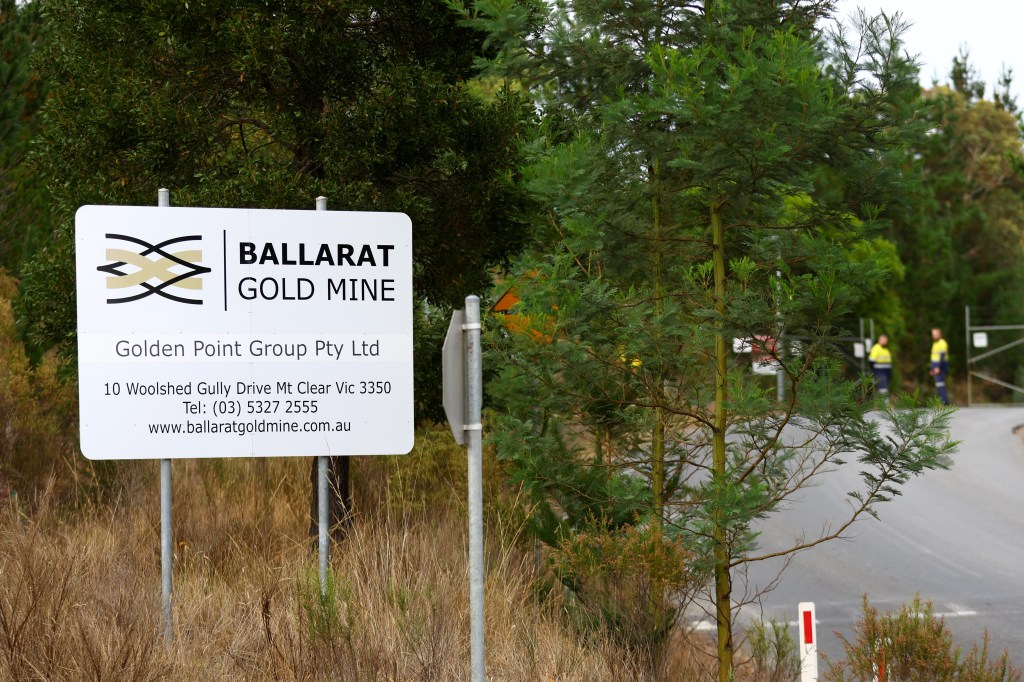 BALLARAT
GOLD MINE
Golden Point Group Pty Ltd
10 Woolshed Gully Drive Mt Clear Vic 3350
Tel: (03) 5327 2555
www.ballaratgoldmine.com.au